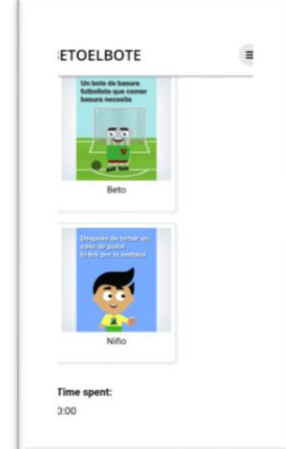 ETOELBOTE
Un bote de basura
futbolista que comer
basura necesita
Beto
Después de tomar un
vaso de pozol
lo tiré por la ventana
Niño
Time spent:
0:00